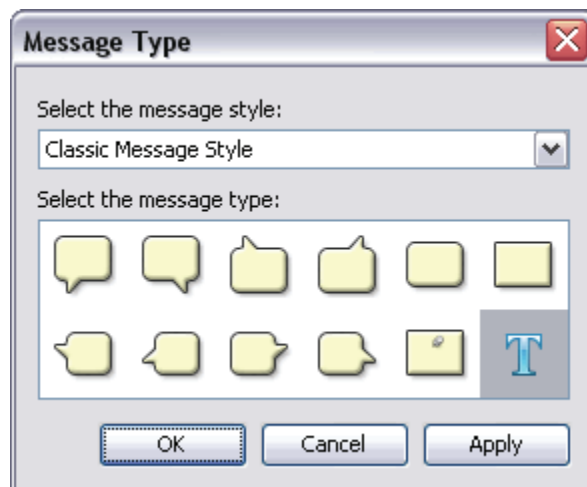 Message Type
Select the message style:
Classic Message Style
Select the message type:
T
OK Cancel Apply